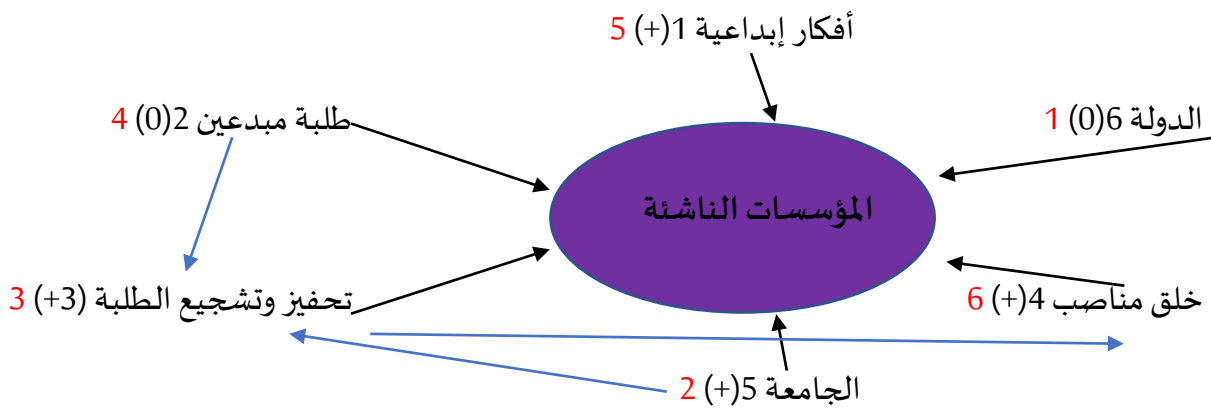 أفكار إبداعية 1(+) 5
طلبة مبدعين 2(0) 4
الدولة 6(0) 1
المؤسسات الناشئة
تحفيز وتشجيع الطلبة (3+) 3
خلق مناصب 4(+) 6
الجامعة 5(+) 2